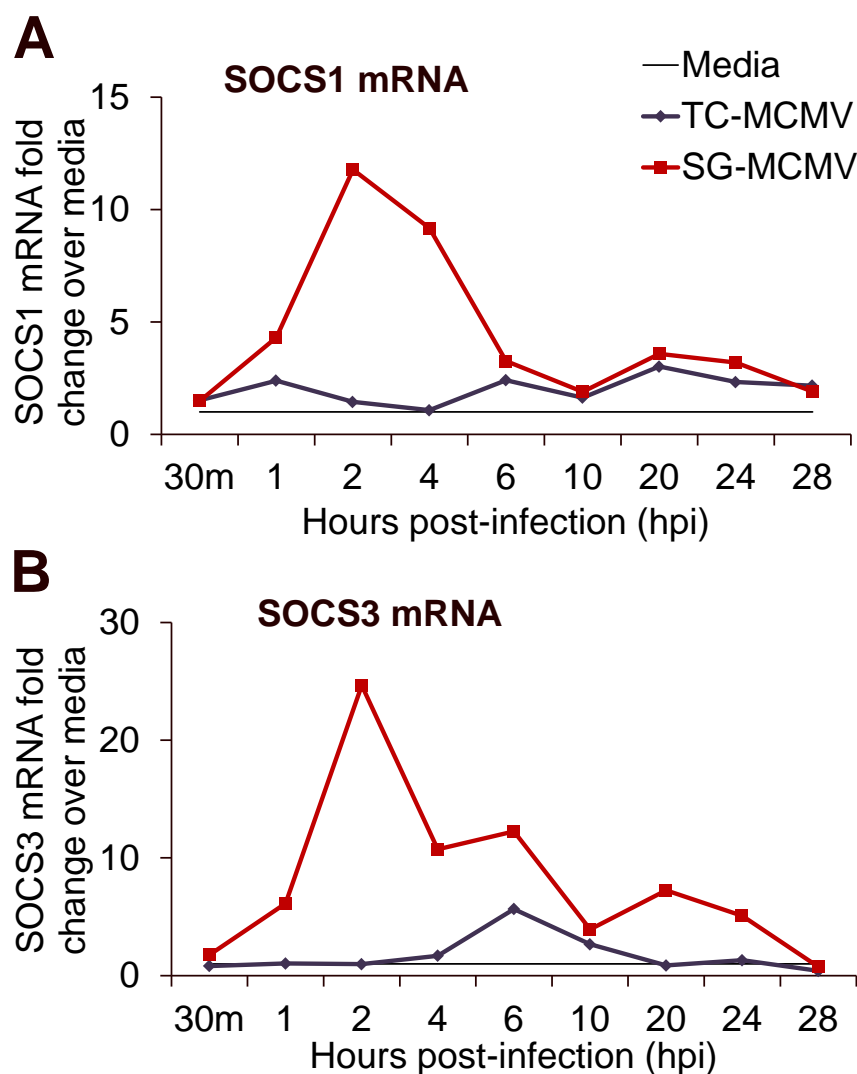 A
SOCS1 mRNA
Media
TC-MCMV
SG-MCMV
SOCS1 mRNA fold
change over media
15
10
5
0
30m 1 2 4 6 10 20 24 28
Hours post-infection (hpi)
B
SOCS3 mRNA
SOCS3 mRNA fold
change over media
30
20
10
0
30m 1 2 4 6 10 20 24 28
Hours post-infection (hpi)